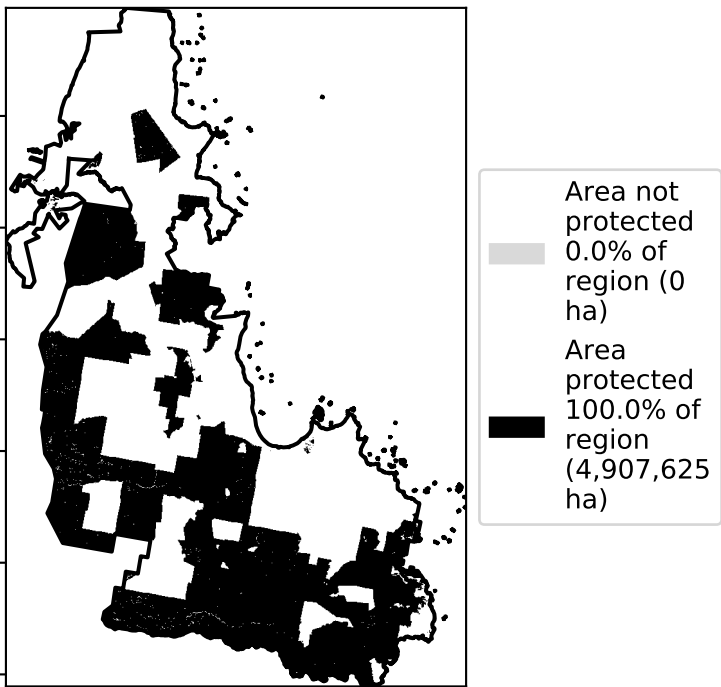 Area not
protected
0.0% of
region (0
ha)
Area
protected
100.0% of
region
(4,907,625
ha)